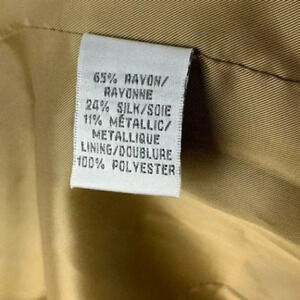 65% RAYON/
RAYONNE
24% SILK/SOIE
11% METALLIC/
METALLIQUE
LINING/DOUBLURE
100% POLYESTER